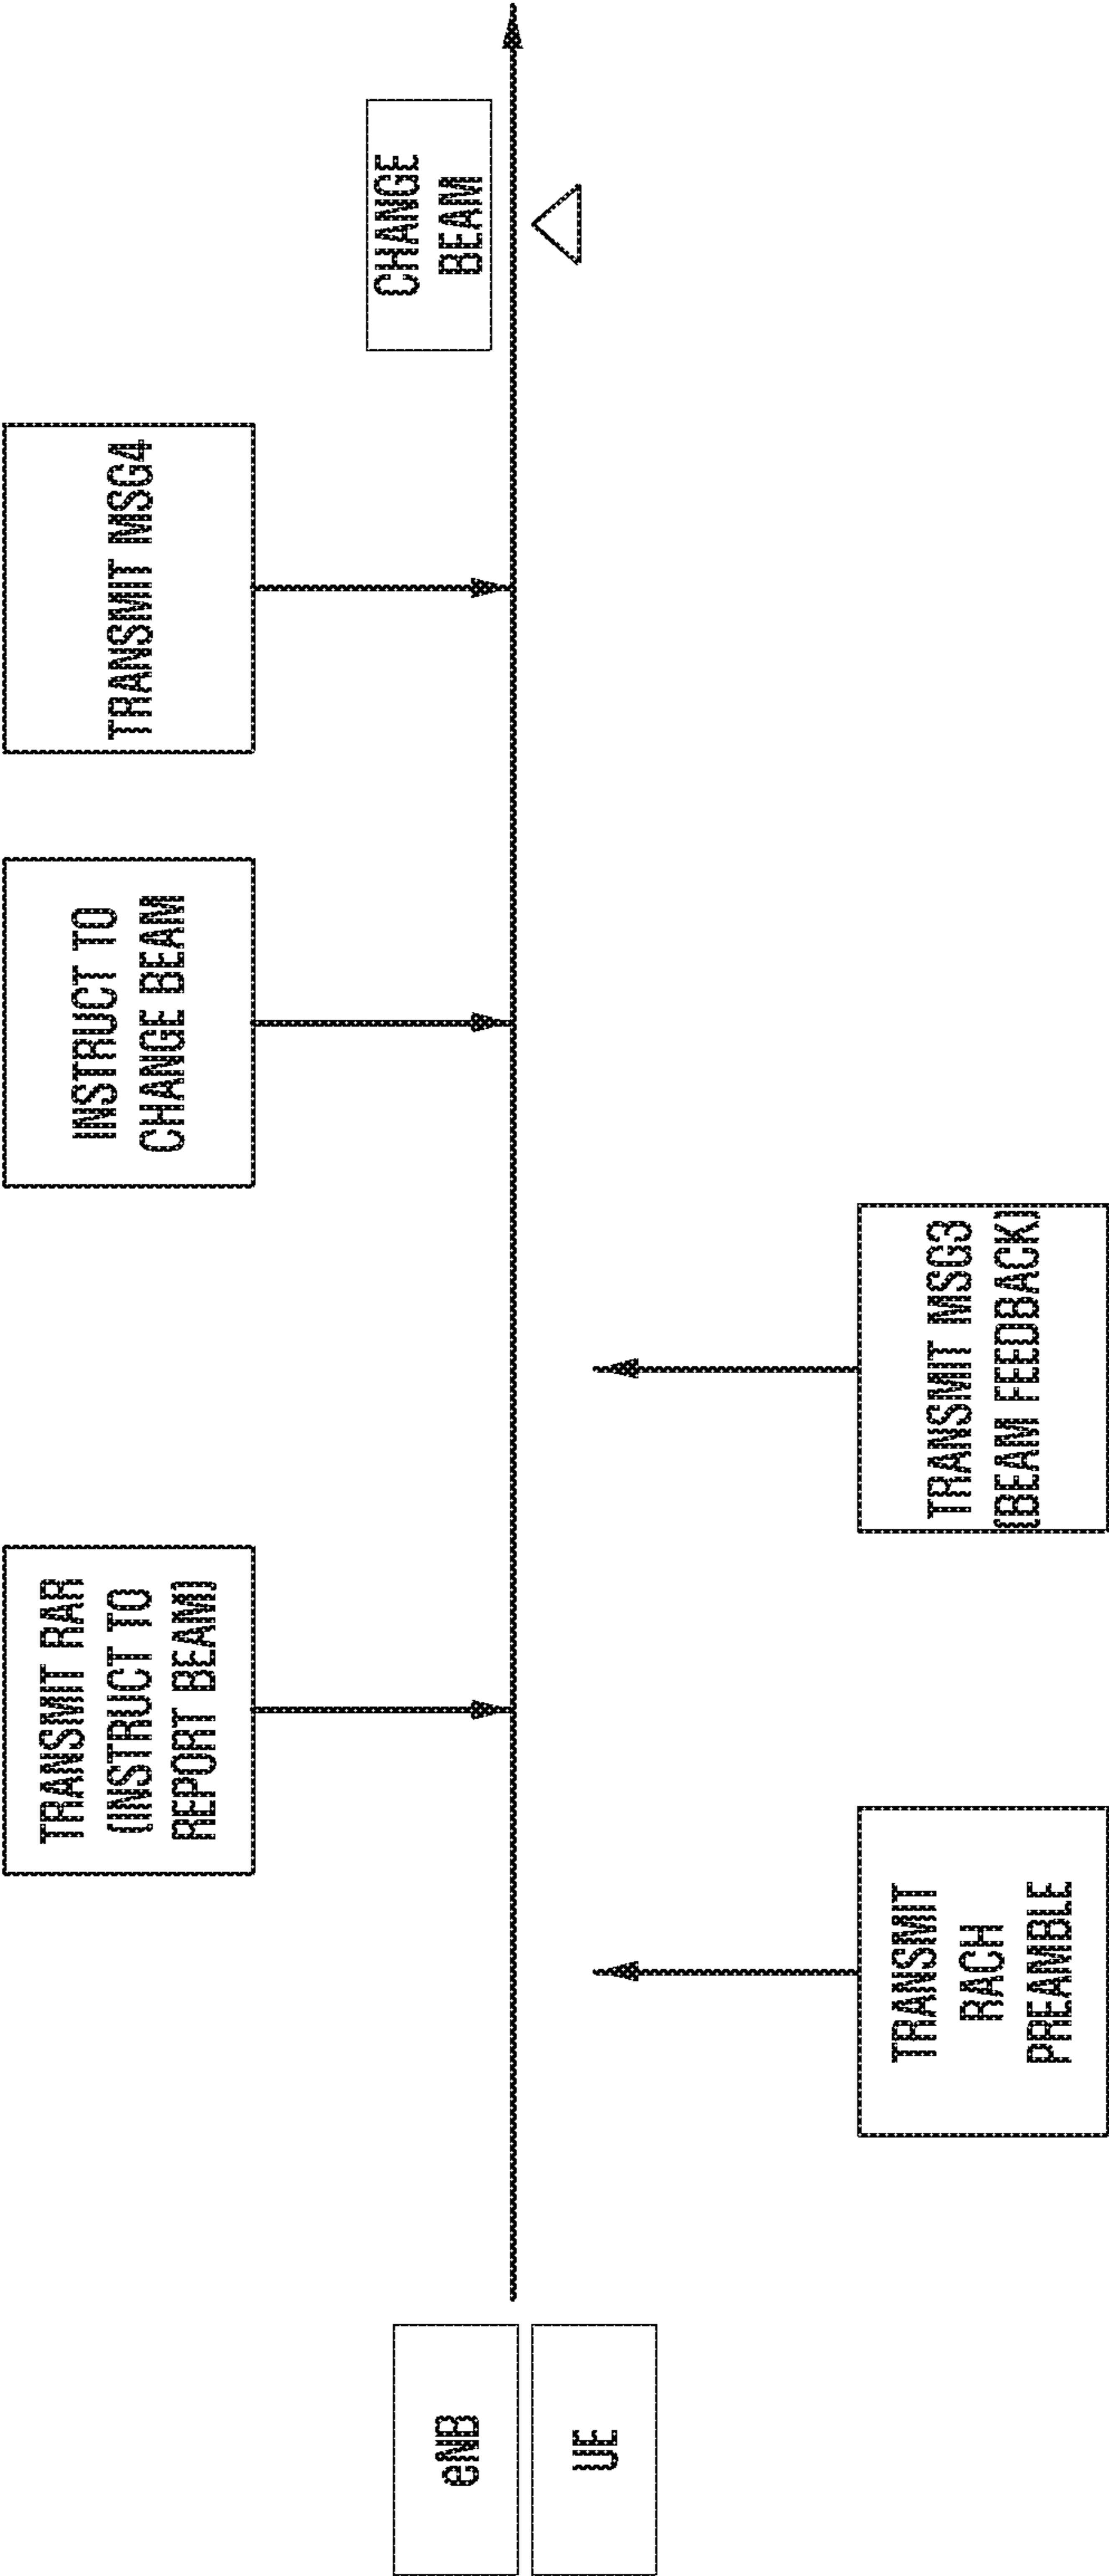 eNB
UE
TRANSMIT
RACH
PREAMBLE
TRANSMIT RAR
(INSTRUCT TO
REPORT BEAM)
TRANSMIT MSG3
(BEAM FEEDBACK)
INSTRUCT TO
CHANGE BEAM
TRANSMIT MSG4
CHANGE
BEAM